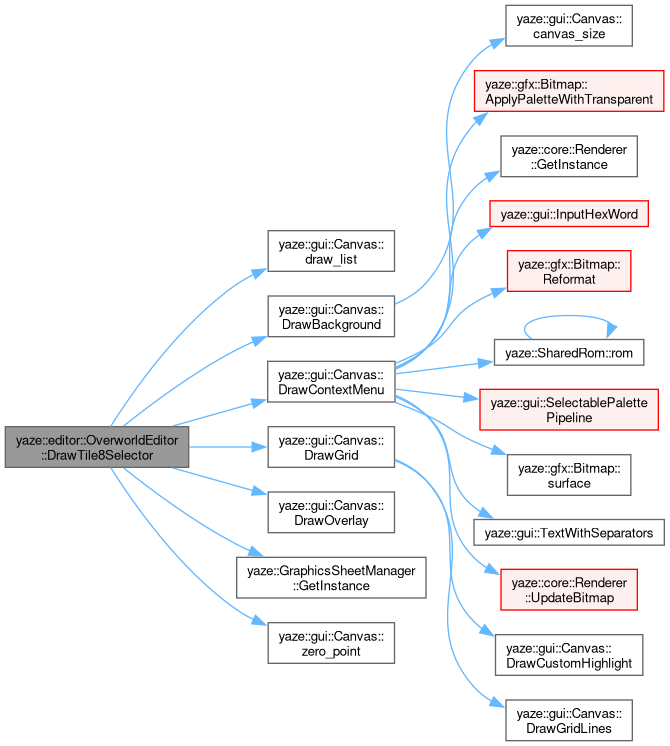 yaze::editor::OverworldEditor
::DrawTile8Selector
yaze::gui::Canvas::
draw_list
yaze::gui::Canvas::
DrawBackground
yaze::gui::Canvas::
DrawContextMenu
yaze::gui::Canvas::
DrawGrid
yaze::gui::Canvas::
DrawOverlay
yaze::GraphicsSheetManager
::GetInstance
yaze::gui::Canvas::
zero_point
yaze::gui::Canvas::
canvas_size
yaze::gfx::Bitmap::
ApplyPaletteWithTransparent
yaze::core::Renderer
::GetInstance
yaze::gui::InputHexWord
yaze::gfx::Bitmap::
Reformat
yaze::SharedRom::rom
yaze::gui::SelectablePalette
Pipeline
yaze::gfx::Bitmap::
surface
yaze::gui::TextWithSeparators
yaze::core::Renderer
::UpdateBitmap
yaze::gui::Canvas::
DrawCustomHighlight
yaze::gui::Canvas::
DrawGridLines